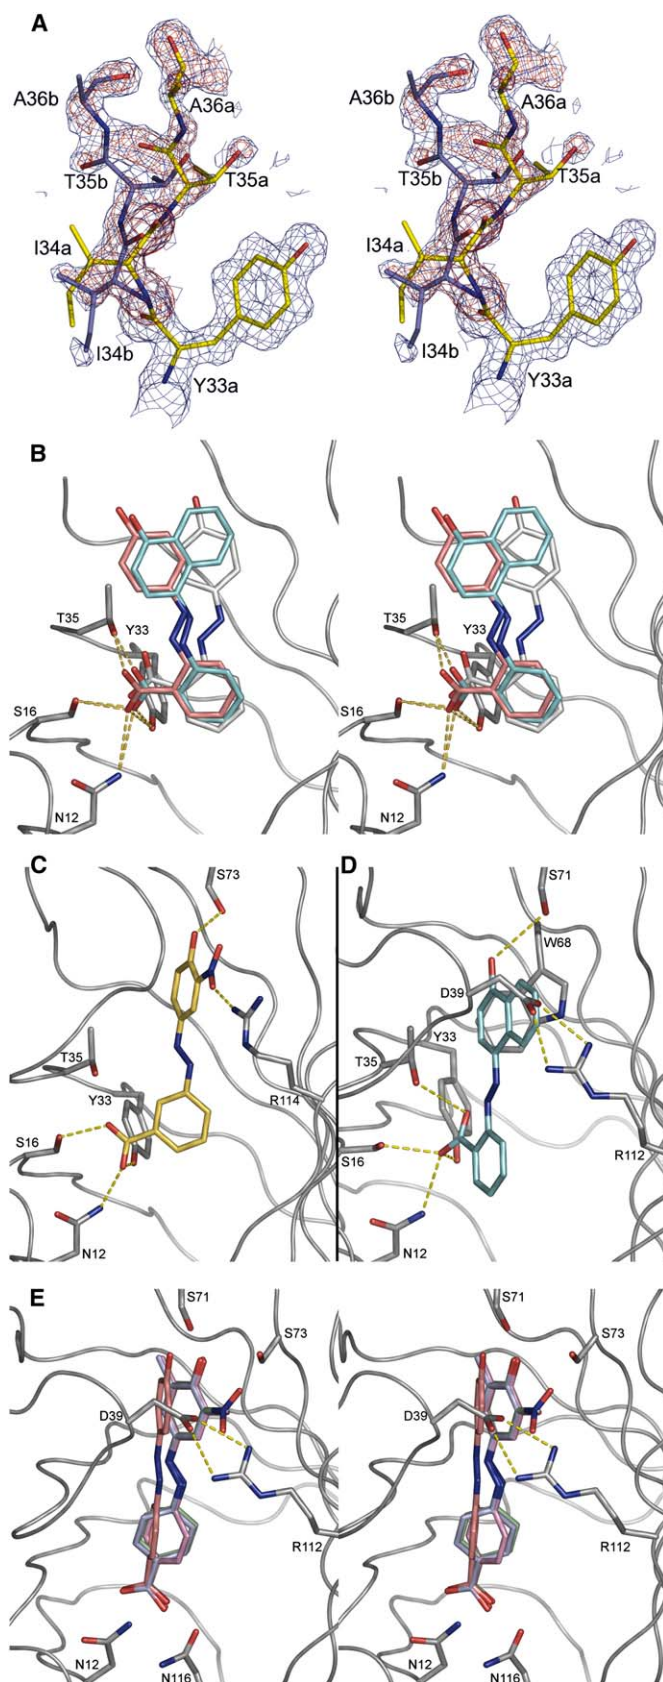 A
A36b
A36a
A36b
A36a
T35b
T35a
T35b
T35a
I34a
I34a
I34b
I34b
Y33a
Y33a
B
T35
Y33
T35
Y33
S16
S16
N12
N12
C
S73
D
S71
W68
D39
T35
Y33
R114
T35
Y33
S16
S16
R112
N12
N12
E
S71
S73
S71
S73
D39
D39
R112
R112
N12
N116
N12
N116